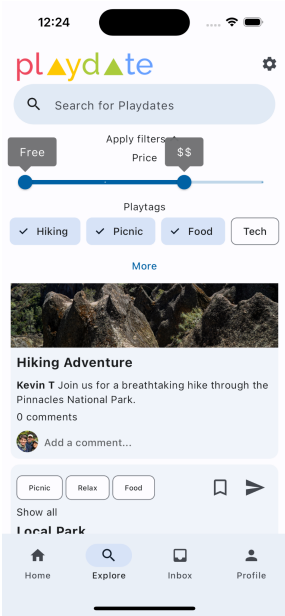 12:24
playdate
Search for Playdates
Apply filters
Price
Free
$$
Playtags
Hiking Picnic Food Tech
More
Hiking Adventure
Kevin T Join us for a breathtaking hike through the
Pinnacles National Park.
0 comments
Add a comment...
Picnic Relax Food
Show all
Local Park
Home Explore Inbox Profile